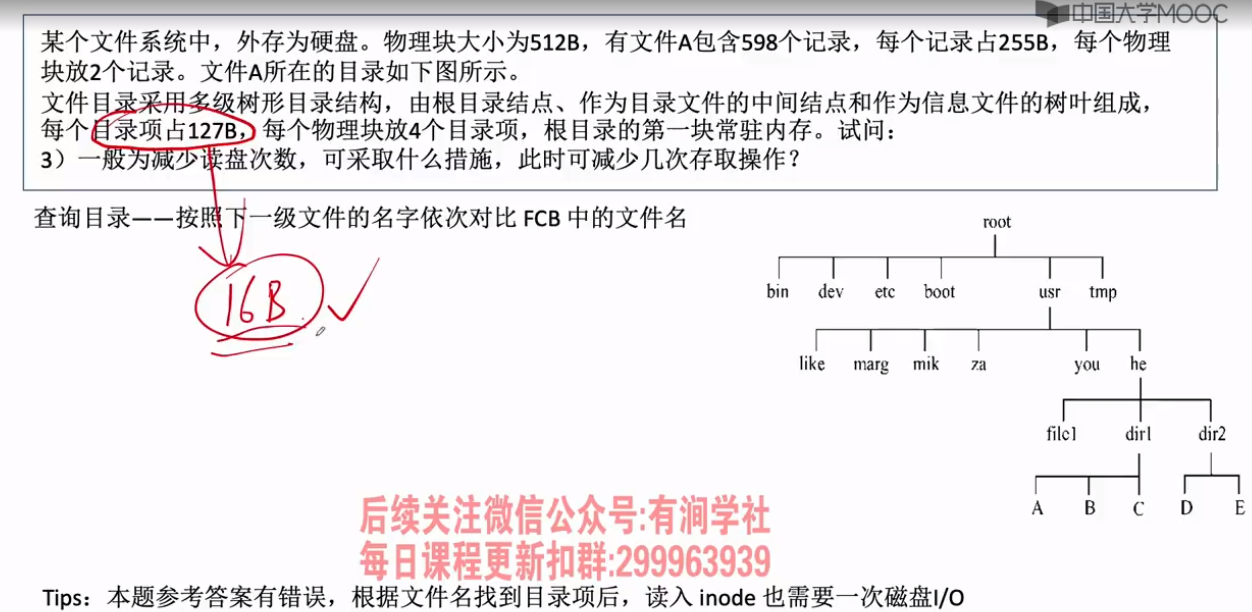 中国大学MOOC
某个文件系统中，外存为硬盘。物理块大小为512B，有文件A包含598个记录，每个记录占255B，每个物理
块放2个记录。文件A所在的目录如下图所示。
文件目录采用多级树形目录结构，由根目录结点、作为目录文件的中间结点和作为信息文件的树叶组成，
每个目录项占127B，每个物理块放4个目录项，根目录的第一块常驻内存。试问：
3）一般为减少读盘次数，可采取什么措施，此时可减少几次存取操作？
查询目录——按照下一级文件的名字依次对比 FCB 中的文件名
16B
root
bin dev etc boot usr tmp
like marg mik za you he
file1 dir1 dir2
A B C D E
后续关注微信公众号:有涧学社
每日课程更新扣群:299963939
Tips：本题参考答案有错误，根据文件名找到目录项后，读入 inode 也需要一次磁盘I/O